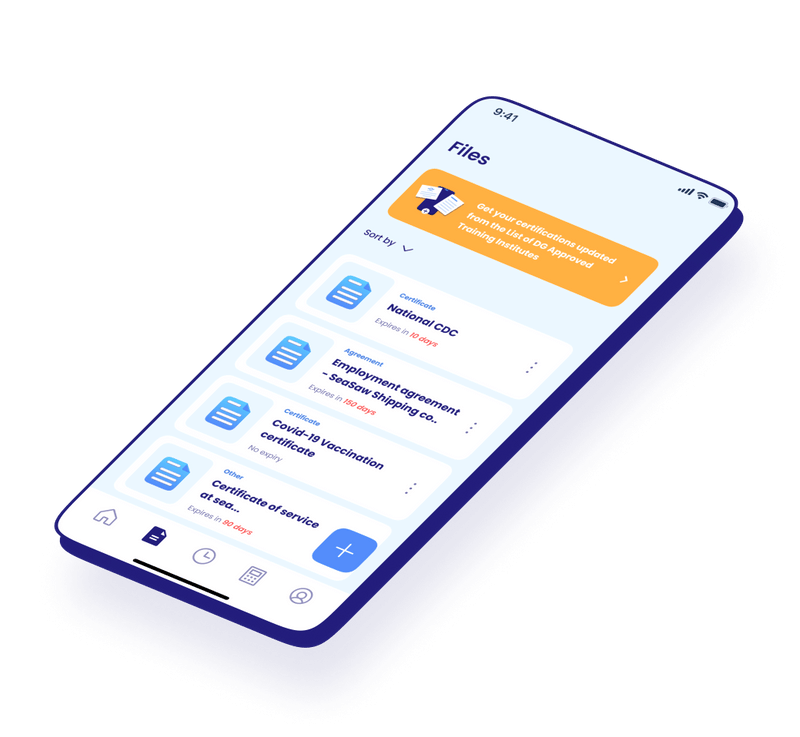 9:41
Files
Get your certifications updated
from the List of DG Approved
Training Institutes
Sort by
Certificate
National CDC
Expires in 10 days
Agreement
Employment agreement
- SeaSaw Shipping co..
Expires in 150 days
Certificate
Covid-19 Vaccination
certificate
No expiry
Other
Certificate of service
at sea...
Expires in 90 days